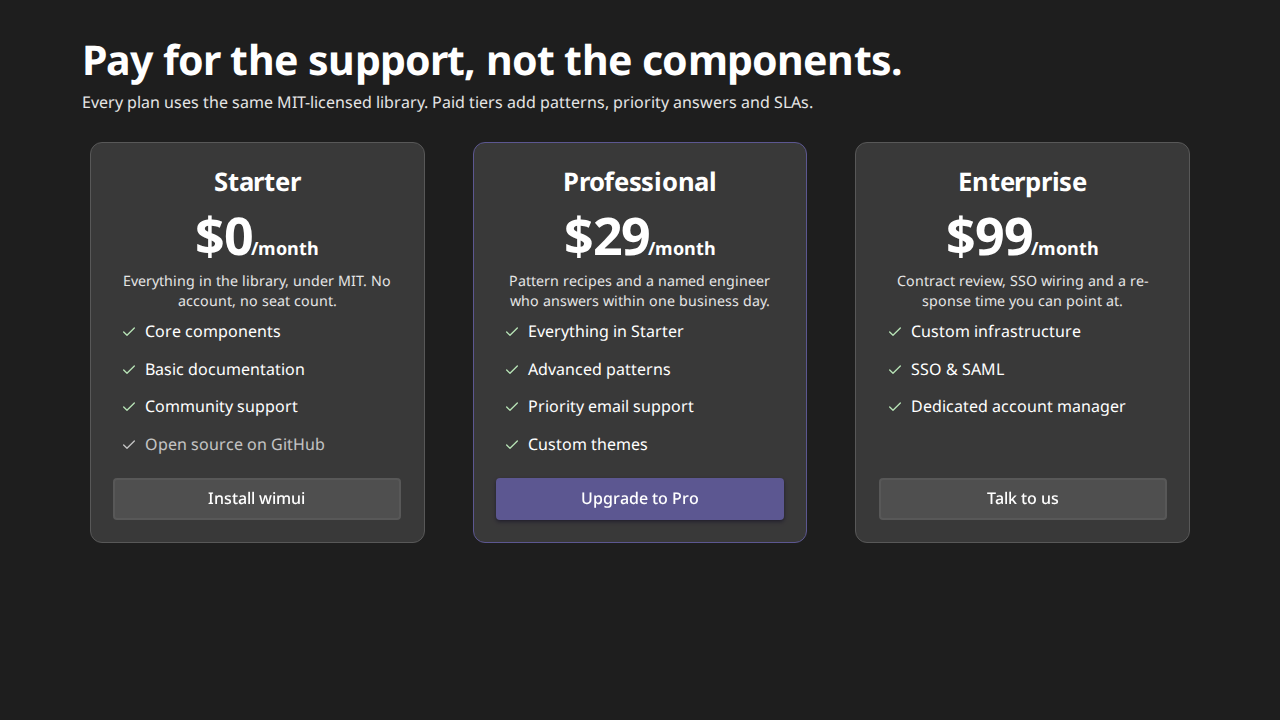 Pay for the support, not the components.
Every plan uses the same MIT-licensed library. Paid tiers add patterns, priority answers and SLAs.
Starter
$0/month
Everything in the library, under MIT. No
account, no seat count.
Core components
Basic documentation
Community support
Open source on GitHub
Install wimui
Professional
$29/month
Pattern recipes and a named engineer
who answers within one business day.
Everything in Starter
Advanced patterns
Priority email support
Custom themes
Upgrade to Pro
Enterprise
$99/month
Contract review, SSO wiring and a re-
sponse time you can point at.
Custom infrastructure
SSO & SAML
Dedicated account manager
Talk to us